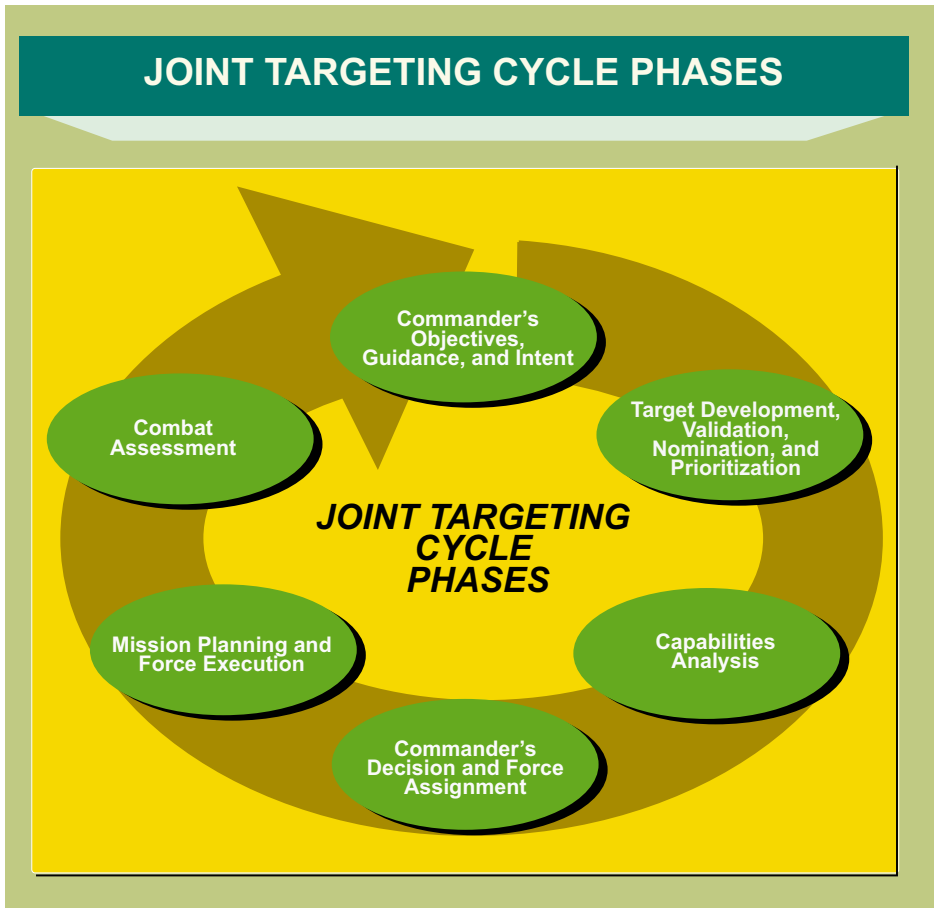 JOINT TARGETING CYCLE PHASES
Commander’s
Objectives,
Guidance, and Intent
Target Development,
Validation,
Nomination, and
Prioritization
Capabilities
Analysis
Commander’s
Decision and Force
Assignment
Mission Planning and
Force Execution
Combat
Assessment
JOINT TARGETING
CYCLE
PHASES